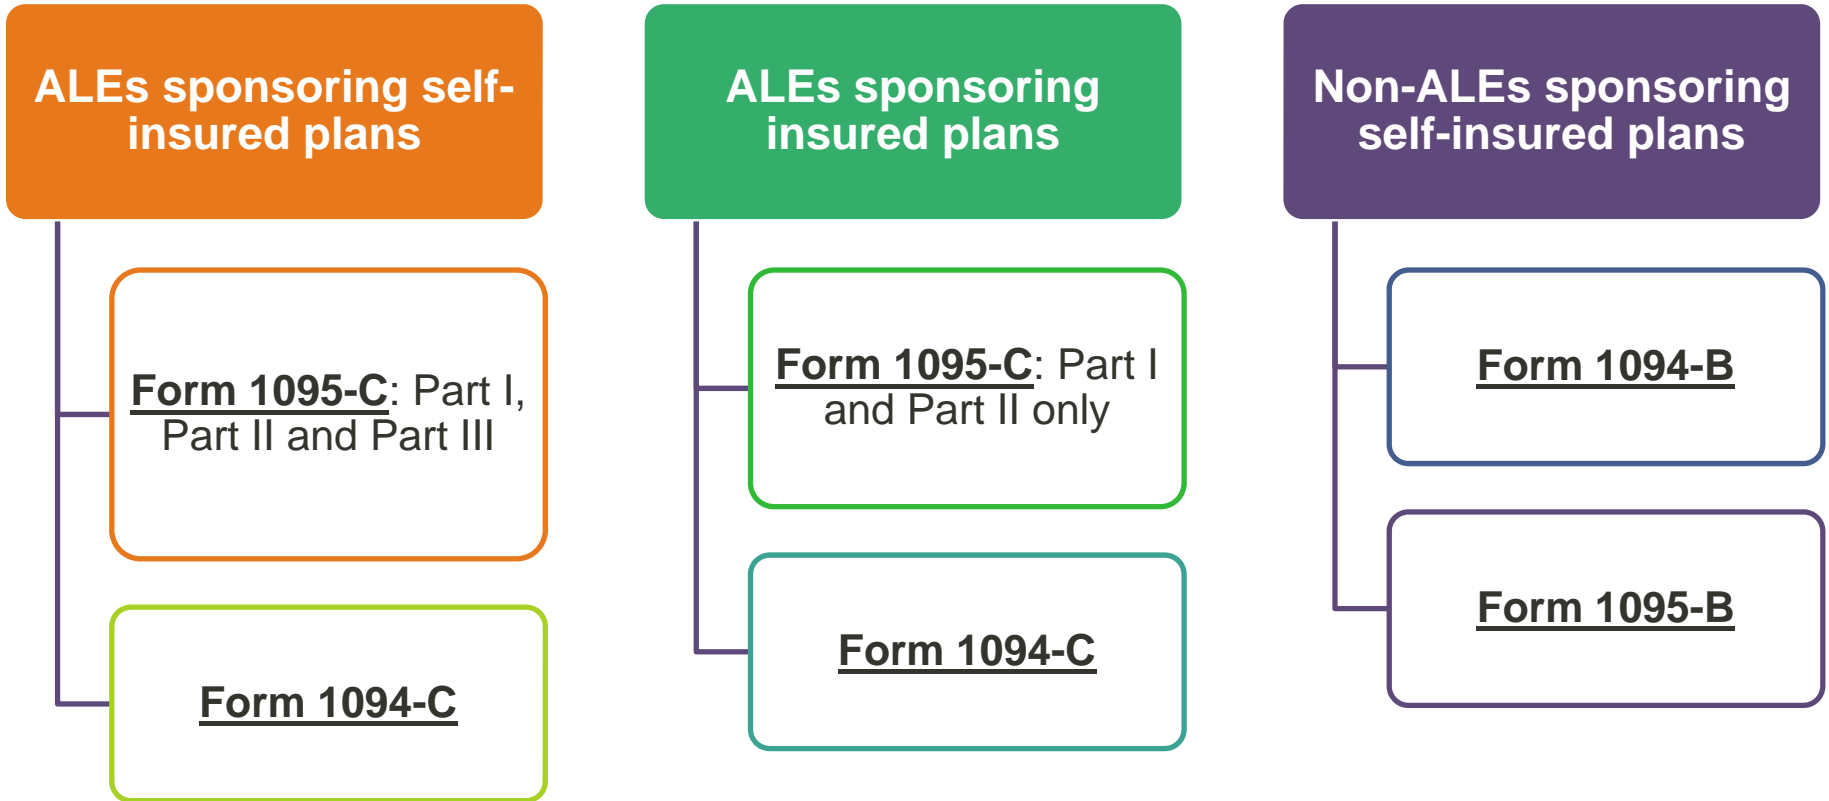 ALEs sponsoring self-
insured plans
Form 1095-C: Part I,
Part II and Part III
Form 1094-C
ALEs sponsoring
insured plans
Form 1095-C: Part I
and Part II only
Form 1094-C
Non-ALEs sponsoring
self-insured plans
Form 1094-B
Form 1095-B